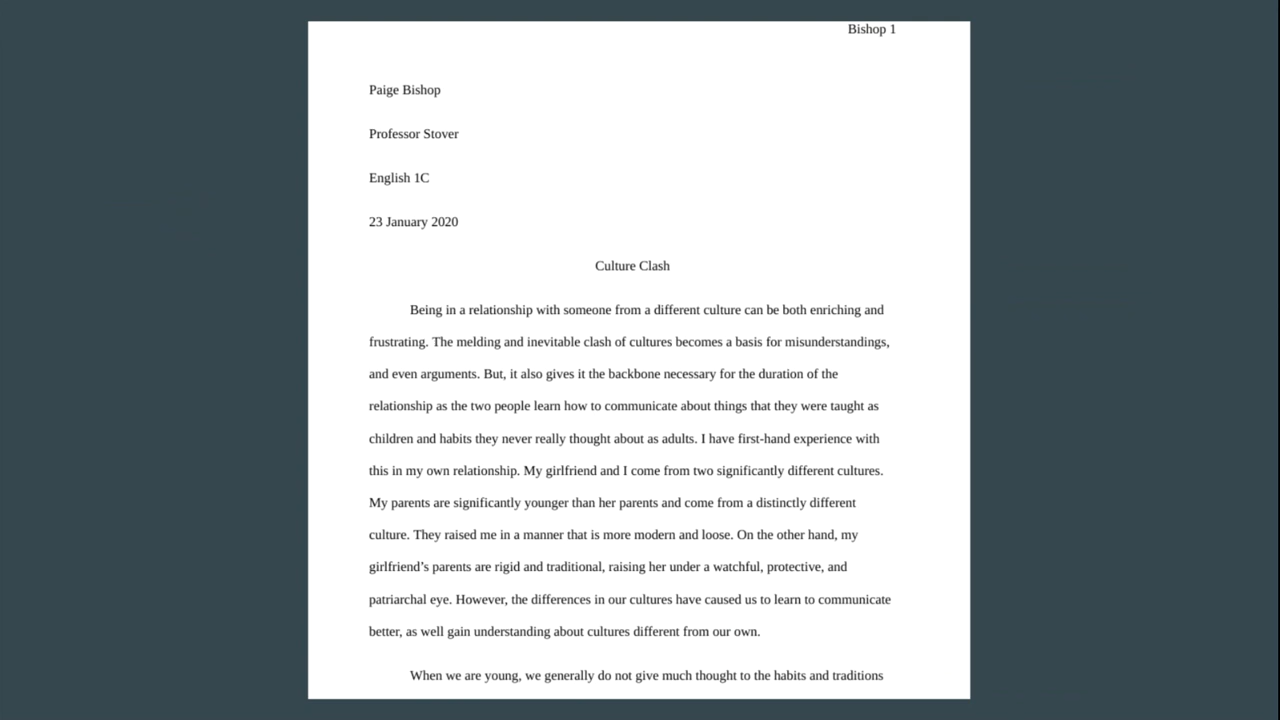 Bishop 1
Paige Bishop
Professor Stover
English 1C
23 January 2020
Culture Clash
Being in a relationship with someone from a different culture can be both enriching and
frustrating. The melding and inevitable clash of cultures becomes a basis for misunderstandings,
and even arguments. But, it also gives it the backbone necessary for the duration of the
relationship as the two people learn how to communicate about things that they were taught as
children and habits they never really thought about as adults. I have first-hand experience with
this in my own relationship. My girlfriend and I come from two significantly different cultures.
My parents are significantly younger than her parents and come from a distinctly different
culture. They raised me in a manner that is more modern and loose. On the other hand, my
girlfriend’s parents are rigid and traditional, raising her under a watchful, protective, and
patriarchal eye. However, the differences in our cultures have caused us to learn to communicate
better, as well gain understanding about cultures different from our own.
When we are young, we generally do not give much thought to the habits and traditions